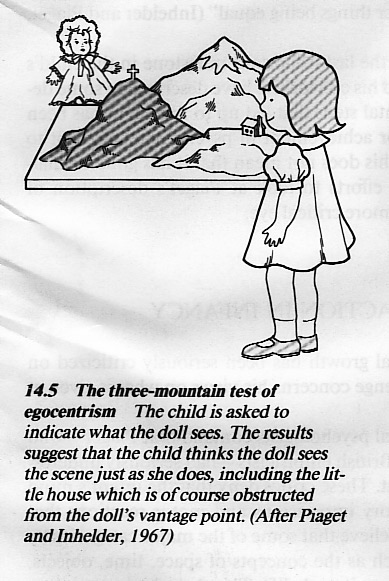 14.5 The three-mountain test of
egocentrism The child is asked to
indicate what the doll sees. The results
suggest that the child thinks the doll sees
the scene just as she does, including the lit-
tle house which is of course obstructed
from the doll's vantage point. (After Piaget
and Inhelder, 1967)